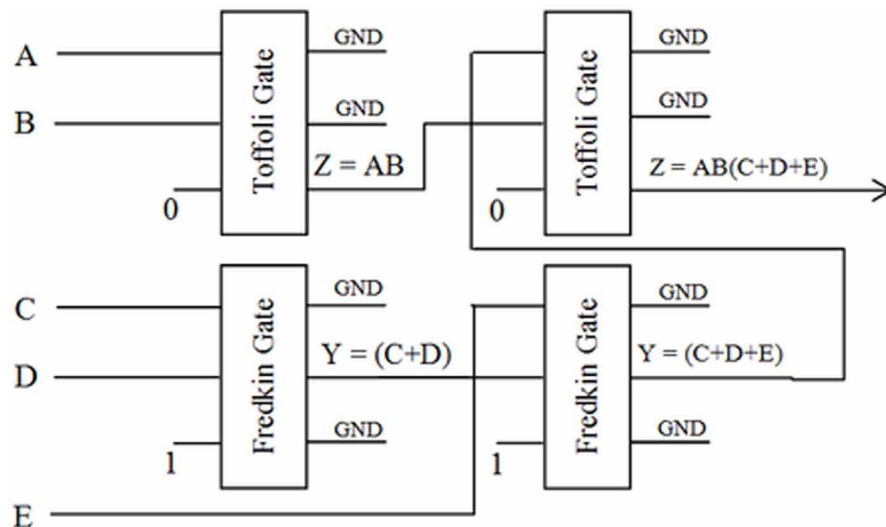 A
B
0
Toffoli Gate
GND
GND
Z = AB
0
Toffoli Gate
GND
GND
Z = AB(C+D+E)
C
D
1
E
Fredkin Gate
GND
Y = (C+D)
GND
1
Fredkin Gate
GND
Y = (C+D+E)
GND